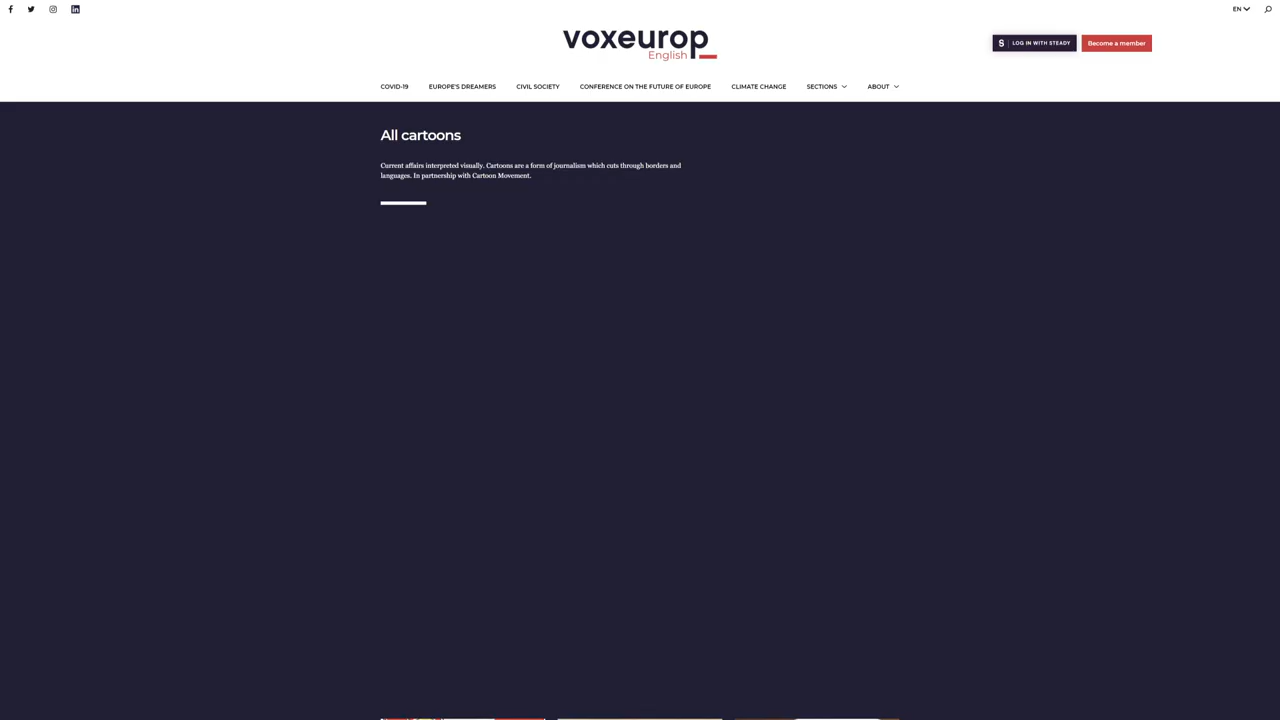 EN
voxeurop
English
LOG IN WITH STEADY
Become a member
COVID-19
EUROPE'S DREAMERS
CIVIL SOCIETY
CONFERENCE ON THE FUTURE OF EUROPE
CLIMATE CHANGE
SECTIONS
ABOUT
All cartoons
Current affairs interpreted visually. Cartoons are a form of journalism which cuts through borders and
languages. In partnership with Cartoon Movement.